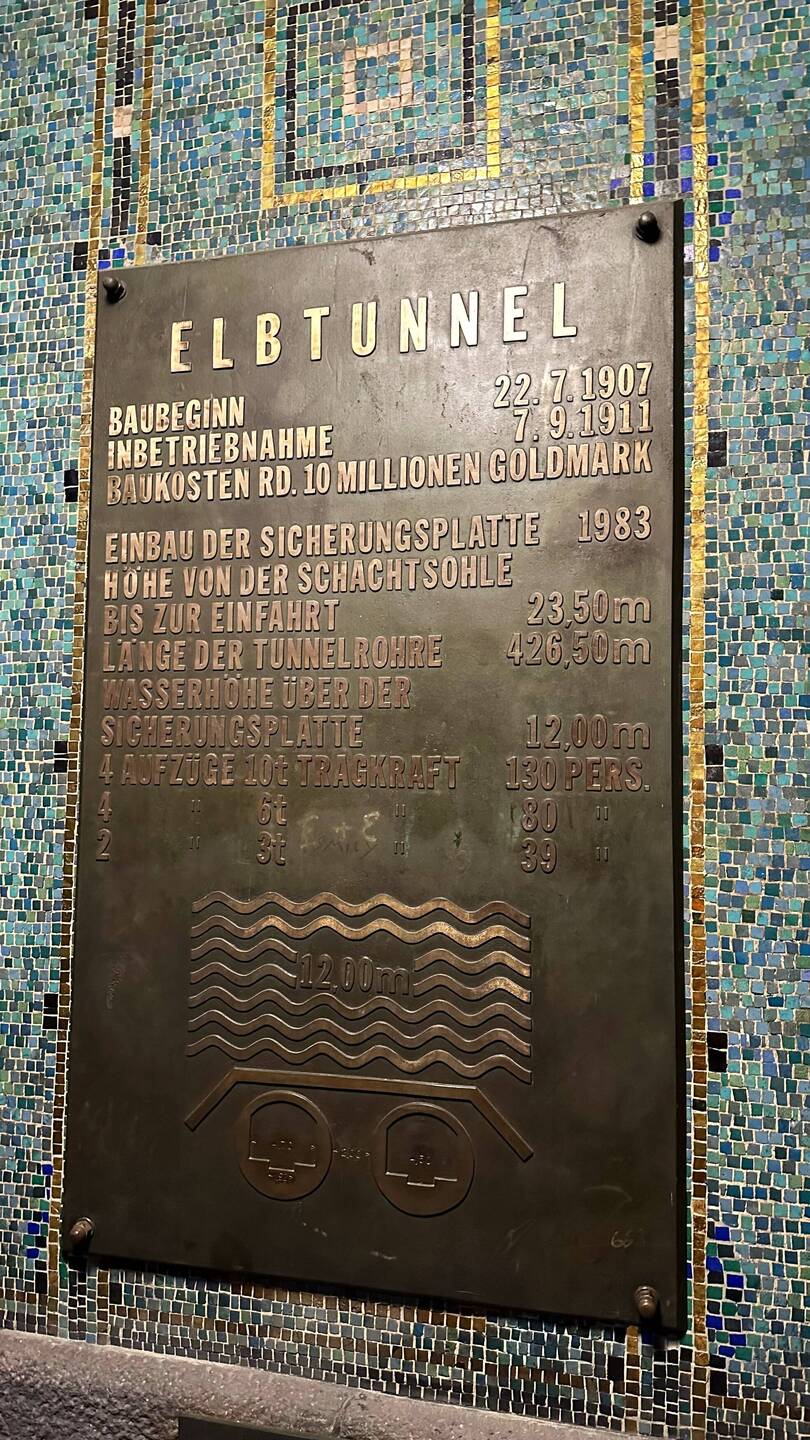 ELBTUNNEL
BAUBEGINN 22.7.1907
INBETRIEBNAHME 7.9.1911
BAUKOSTEN RD. 10 MILLIONEN GOLDMARK
EINBAU DER SICHERUNGSPLATTE 1983
HÖHE VON DER SCHACHTSOHLE
BIS ZUR EINFAHRT 23,50m
LÄNGE DER TUNNELROHRE 426,50m
WASSERHÖHE ÜBER DER
SICHERUNGSPLATTE 12,00m
4 AUFZÜGE 10t TRAGKRAFT 130 PERS.
4 " 6t " 80 "
2 " 3t " 39 "
12,00m